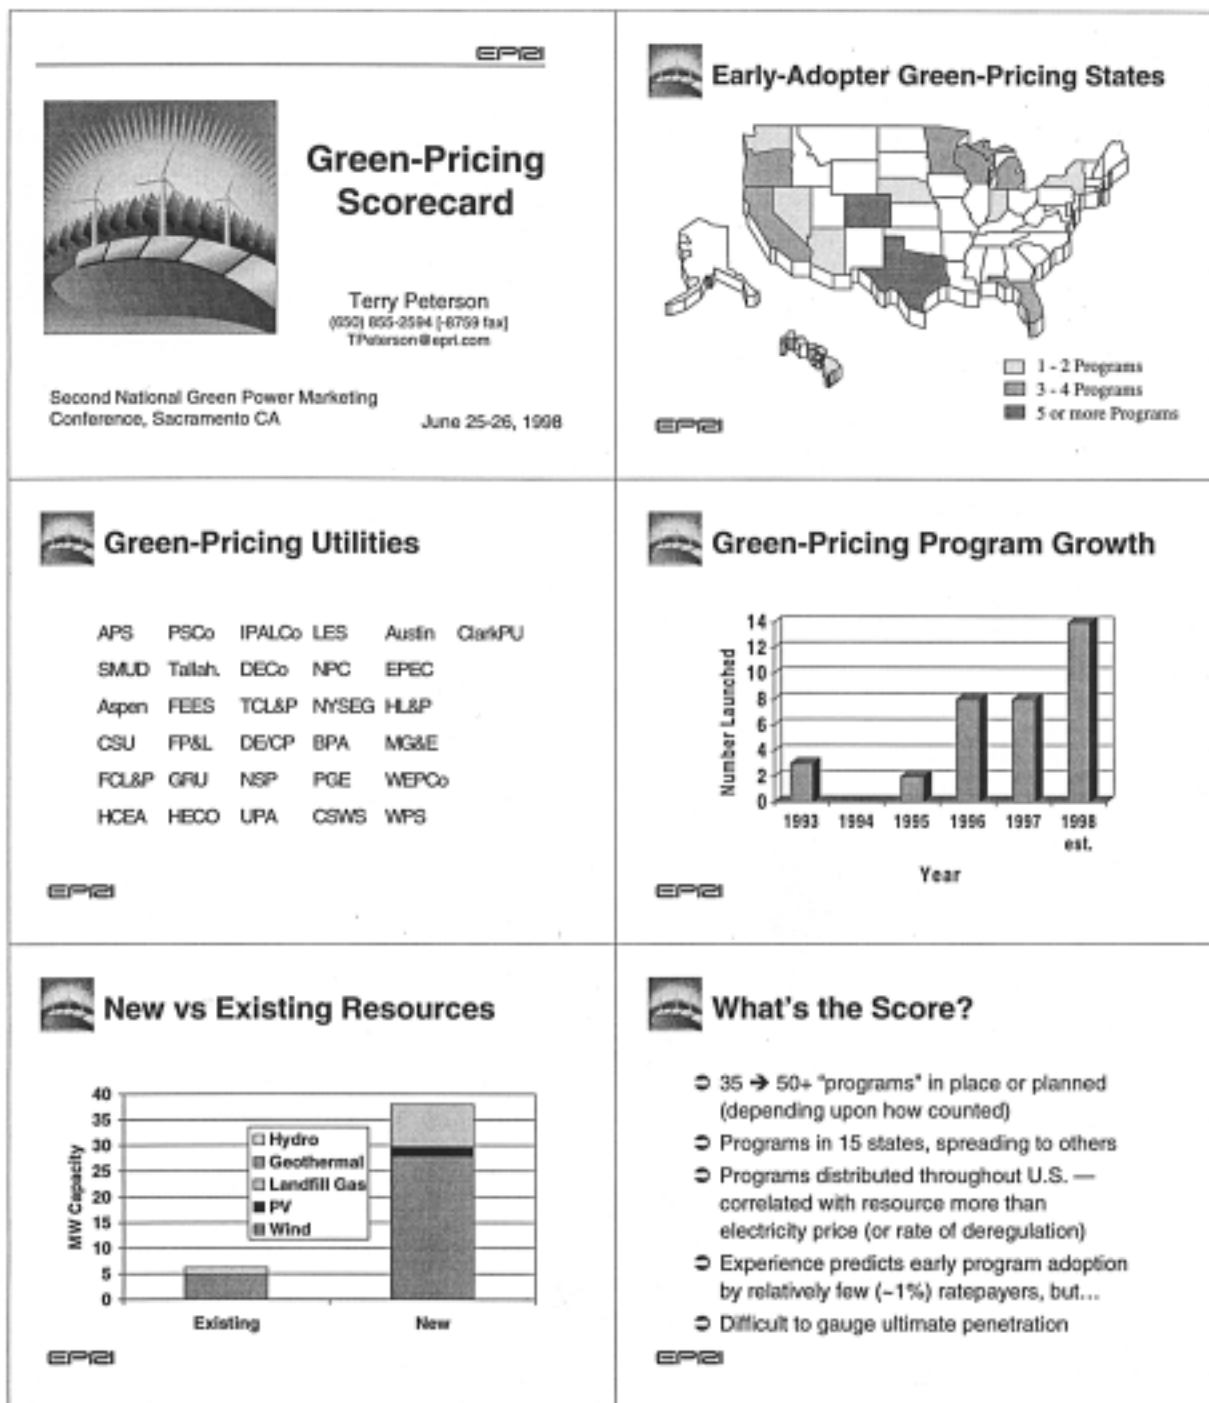 EPRI
Green-Pricing
Scorecard
Terry Peterson
(650) 855-2594 [-8759 fax]
TPeterson@epri.com
Second National Green Power Marketing
Conference, Sacramento CA
June 25-26, 1998
Early-Adopter Green-Pricing States
1 - 2 Programs
3 - 4 Programs
5 or more Programs
EPRI
Green-Pricing Utilities
APS PSCo IPALCo LES Austin ClarkPU
SMUD Tallah. DECo NPC EPEC
Aspen FEES TCL&P NYSEG HL&P
CSU FP&L DE/CP BPA MG&E
FCL&P GRU NSP PGE WEPCo
HCEA HECO UPA CSWS WPS
EPRI
Green-Pricing Program Growth
Number Launched
14
12
10
8
6
4
2
0
1993 1994 1995 1996 1997 1998
est.
Year
EPRI
New vs Existing Resources
MW Capacity
40
35
30
25
20
15
10
5
0
Hydro
Geothermal
Landfill Gas
PV
Wind
Existing New
EPRI
What's the Score?
➲ 35 ➔ 50+ "programs" in place or planned
(depending upon how counted)
➲ Programs in 15 states, spreading to others
➲ Programs distributed throughout U.S. —
correlated with resource more than
electricity price (or rate of deregulation)
➲ Experience predicts early program adoption
by relatively few (~1%) ratepayers, but...
➲ Difficult to gauge ultimate penetration
EPRI